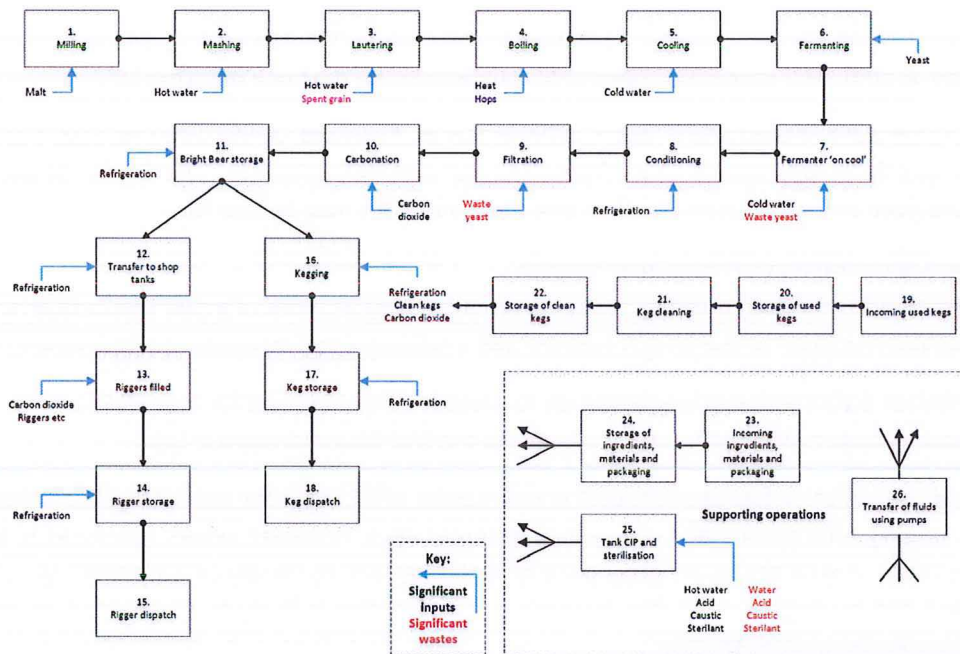 1.
Milling
2.
Mashing
3.
Lautering
4.
Boiling
5.
Cooling
6.
Fermenting
Malt
Hot water
Hot water
Spent grain
Heat
Hops
Cold water
Yeast
11.
Bright Beer storage
10.
Carbonation
9.
Filtration
8.
Conditioning
7.
Fermenter 'on cool'
Refrigeration
Carbon
dioxide
Waste
yeast
Refrigeration
Cold water
Waste yeast
12.
Transfer to shop
tanks
16.
Kegging
Refrigeration
Refrigeration
Clean kegs
Carbon dioxide
22.
Storage of clean
kegs
21.
Keg cleaning
20.
Storage of used
kegs
19.
Incoming used kegs
13.
Riggers filled
17.
Keg storage
Carbon dioxide
Riggers etc
Refrigeration
24.
Storage of
ingredients,
materials and
packaging
23.
Incoming
ingredients,
materials and
packaging
14.
Rigger storage
18.
Keg dispatch
Refrigeration
Supporting operations
26.
Transfer of fluids
using pumps
25.
Tank CIP and
sterilisation
Key:
Significant
inputs
Significant
wastes
15.
Rigger dispatch
Hot water
Acid
Caustic
Sterilant
Water
Acid
Caustic
Sterilant